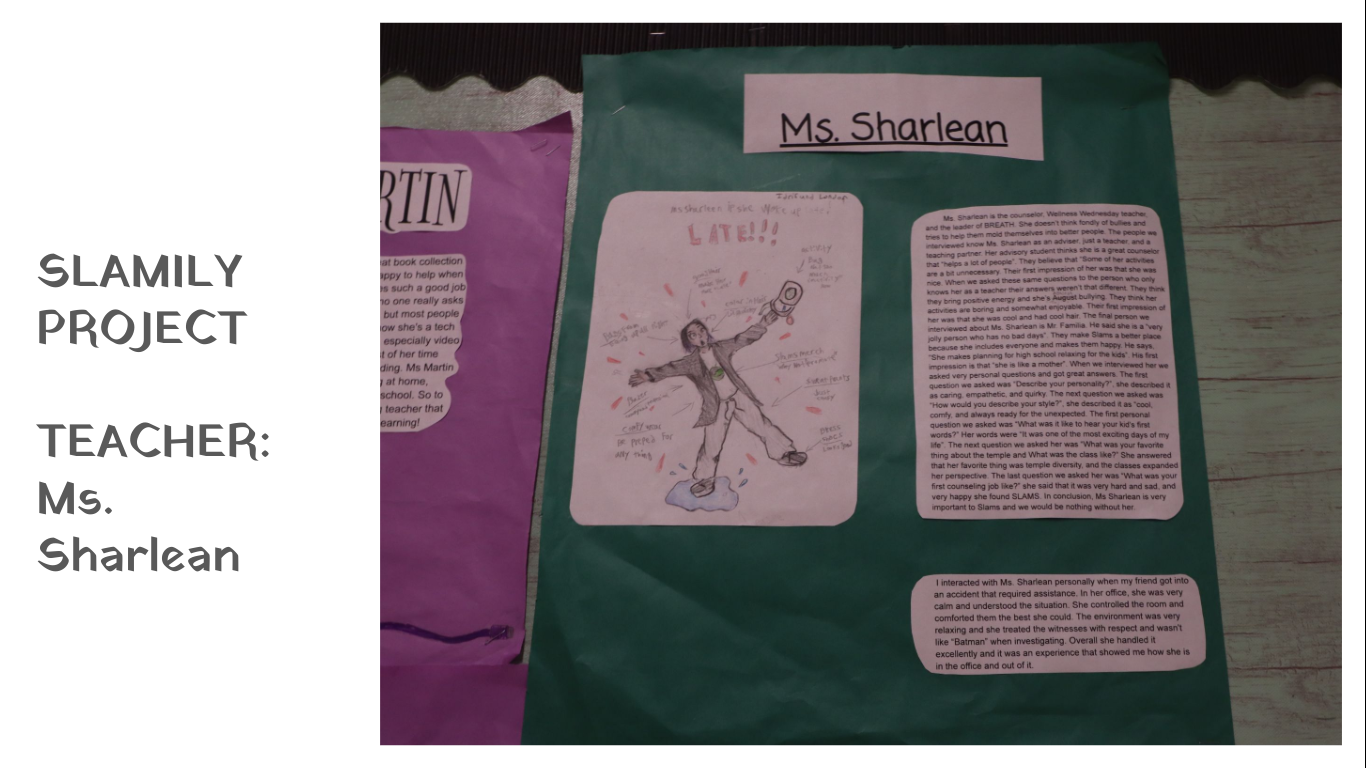 SLAMILY
PROJECT
TEACHER:
Ms.
Sharlean
RTIN
at book collection
appy to help when
es such a good job
no one really asks
but most people
ow she's a tech
especially video
t of her time
ding. Ms Martin
g at home,
school. So to
teacher that
earning!
Ms. Sharlean
ms sharlean if she
LATE!!!
Ms. Sharlean is the counselor, Wellness Wednesday teacher,
and the leader of BREATH. She doesn't think fondly of bullies and
tries to help them mold themselves into better people. The people we
interviewed know Ms. Sharlean as an adviser, just a teacher, and a
teaching partner. Her advisory student thinks she is a great counselor
that "helps a lot of people". They believe that "Some of her activities
are a bit unnecessary. Their first impression of her was that she was
nice. When we asked these same questions to the person who only
knows her as a teacher their answers weren't that different. They think
they bring positive energy and she's August bullying. They think her
activities are boring and somewhat enjoyable. Their first impression of
her was that she was cool and had cool hair. The final person we
interviewed about Ms. Sharlean is Mr. Familia. He said she is a "very
jolly person who has no bad days". They make Slams a better place
because she includes everyone and makes them happy. He says,
"She makes planning for high school relaxing for the kids". His first
impression is that "she is like a mother". When we interviewed her we
asked very personal questions and got great answers. The first
question we asked was "Describe your personality?", she described it
as caring, empathetic, and quirky. The next question we asked was
"How would you describe your style?", she described it as "cool,
comfy, and always ready for the unexpected. The first personal
question we asked was "What was it like to hear your kid's first
words?" Her words were "It was one of the most exciting days of my
life". The next question we asked her was "What was your favorite
thing about the temple and What was the class like?" She answered
that her favorite thing was temple diversity, and the classes expanded
her perspective. The last question we asked her was "What was your
first counseling job like?" she said that it was very hard and sad, and
very happy she found SLAMS. In conclusion, Ms Sharlean is very
important to Slams and we would be nothing without her.
I interacted with Ms. Sharlean personally when my friend got into
an accident that required assistance. In her office, she was very
calm and understood the situation. She controlled the room and
comforted them the best she could. The environment was very
relaxing and she treated the witnesses with respect and wasn't
like "Batman" when investigating. Overall she handled it
excellently and it was an experience that showed me how she is
in the office and out of it.